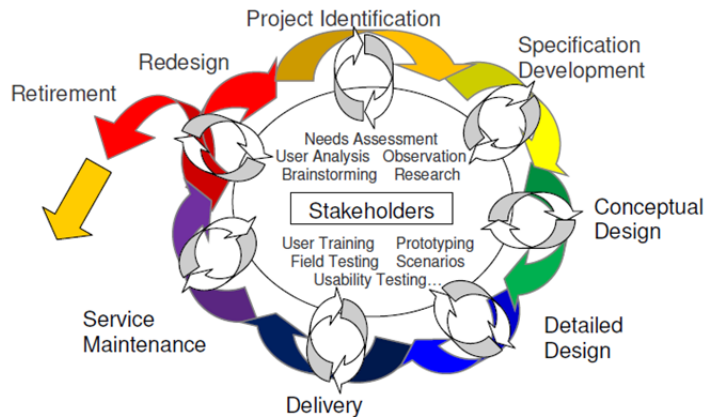 Project Identification
Specification
Development
Conceptual
Design
Detailed
Design
Delivery
Service
Maintenance
Retirement
Redesign
Needs Assessment
User Analysis Observation
Brainstorming Research
Stakeholders
User Training Prototyping
Field Testing Scenarios
Usability Testing…